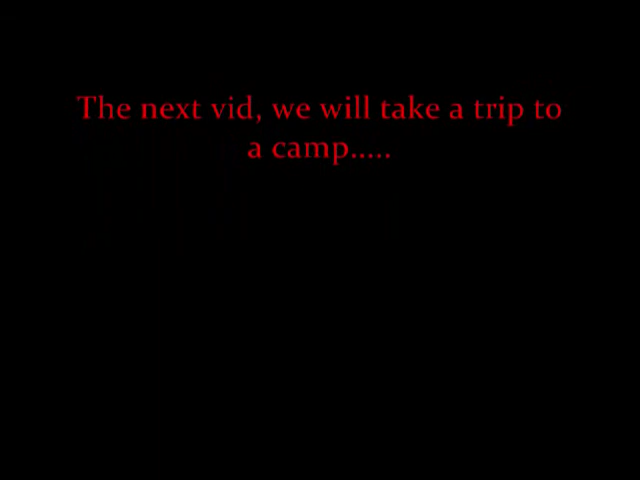 The next vid, we will take a trip to
a camp.....